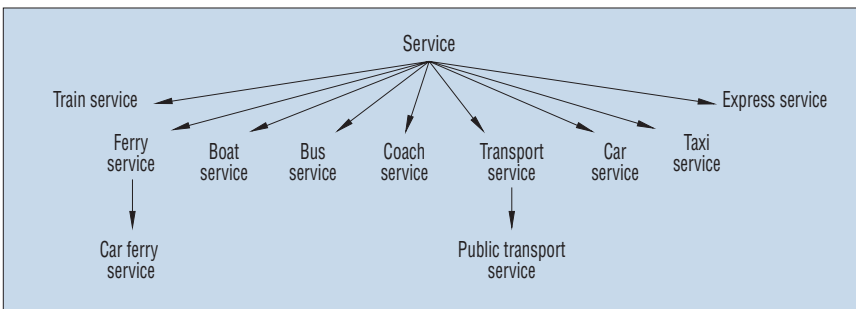 Service
Train service
Express service
Ferry
service
Boat
service
Bus
service
Coach
service
Transport
service
Car
service
Taxi
service
Car ferry
service
Public transport
service